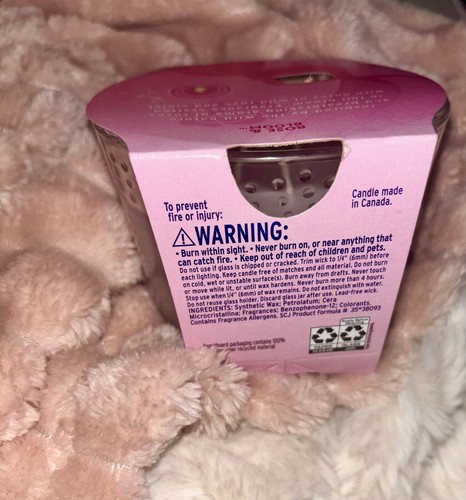 ROSE &
BLOOM™
To prevent
fire or injury:
Candle made
in Canada.
WARNING:
• Burn within sight. • Never burn on, or near anything that
can catch fire. • Keep out of reach of children and pets.
Do not use if glass is chipped or cracked. Trim wick to 1/4" (6mm) before
each lighting. Keep candle free of matches and all material. Do not burn
on cold, wet or unstable surface(s). Burn away from drafts. Never touch
or move while lit, or until wax hardens. Never burn more than 4 hours.
Stop use when 1/4" (6mm) of wax remains. Do not extinguish with water.
Do not reuse glass holder. Discard glass jar after use. Lead-free wick.
INGREDIENTS: Synthetic Wax; Petrolatum; Cera
Microcristallina; Fragrances; Benzophenone-12; Colorants.
Contains Fragrance Allergens. SCJ Product Formula # 35*38093
packaging contains 100%
recycled material
SLEEVE